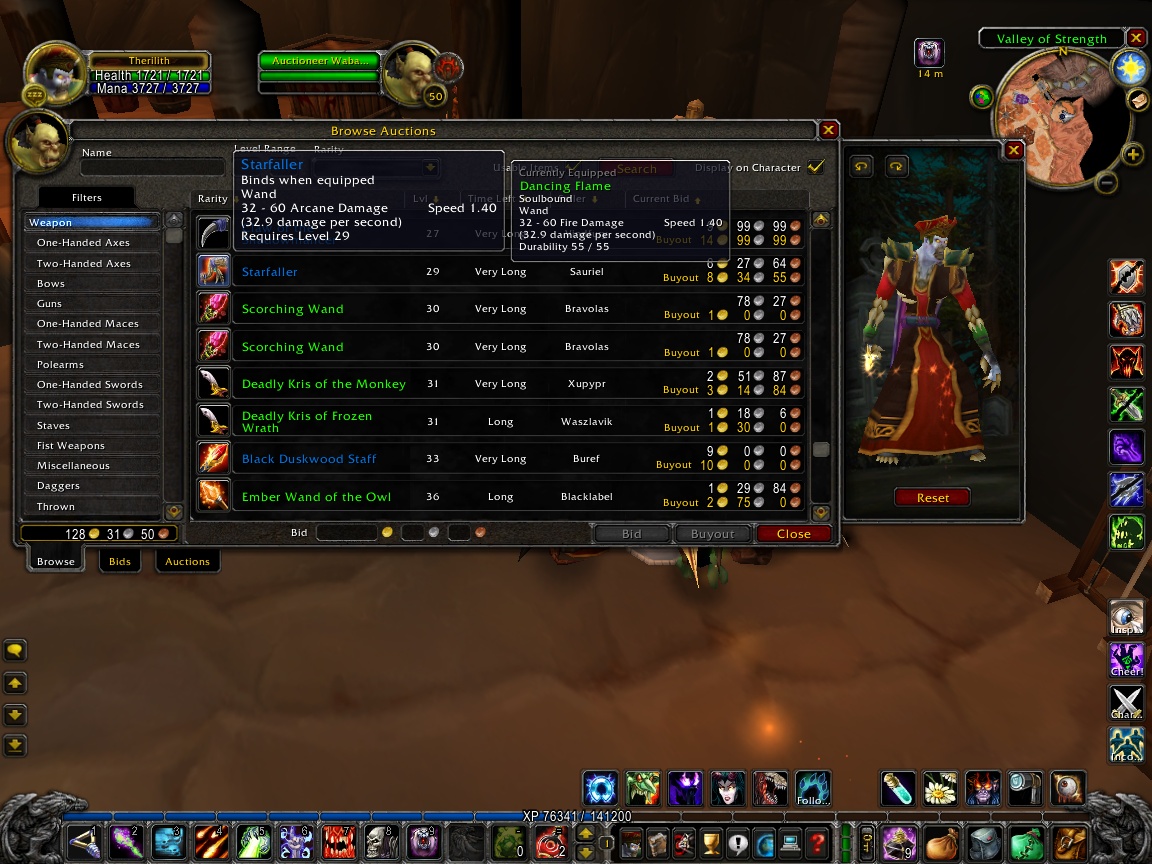 Therilith
Health 1721 / 1721
Mana 3727 / 3727
Auctioneer Waba...
50
14 m
Valley of Strength
N
Browse Auctions
Name
Level Range
Rarity
Usable Items
Search
Display on Character
Filters
Rarity
Lvl
Time Left
Current Bid
Starfaller
Binds when equipped
Wand
32 - 60 Arcane Damage
Speed 1.40
(32.9 damage per second)
Requires Level 29
Currently Equipped
Dancing Flame
Soulbound
Wand
32 - 60 Fire Damage
Speed 1.40
(32.9 damage per second)
Durability 55 / 55
Weapon
One-Handed Axes
Two-Handed Axes
Bows
Guns
One-Handed Maces
Two-Handed Maces
Polearms
One-Handed Swords
Two-Handed Swords
Staves
Fist Weapons
Miscellaneous
Daggers
Thrown
27 99 99
Buyout 14 99 99
Starfaller 29 Very Long Sauriel 6 27 64
Buyout 8 34 55
Scorching Wand 30 Very Long Bravolas 78 27
Buyout 1 0 0
Scorching Wand 30 Very Long Bravolas 78 27
Buyout 1 0 0
Deadly Kris of the Monkey 31 Very Long Xupypr 2 51 87
Buyout 3 14 84
Deadly Kris of Frozen Wrath 31 Long Waszlavik 1 18 6
Buyout 1 30 0
Black Duskwood Staff 33 Very Long Buref 9 0 0
Buyout 10 0 0
Ember Wand of the Owl 36 Long Blacklabel 1 29 84
Buyout 2 75 0
Reset
128 31 50
Bid
Bid
Buyout
Close
Browse
Bids
Auctions
Insp
Cheer!
Char..
Inco..
Follo...
XP 76341 / 141200
1 2 3 4 5 6 7 8 9 0 2
1
9